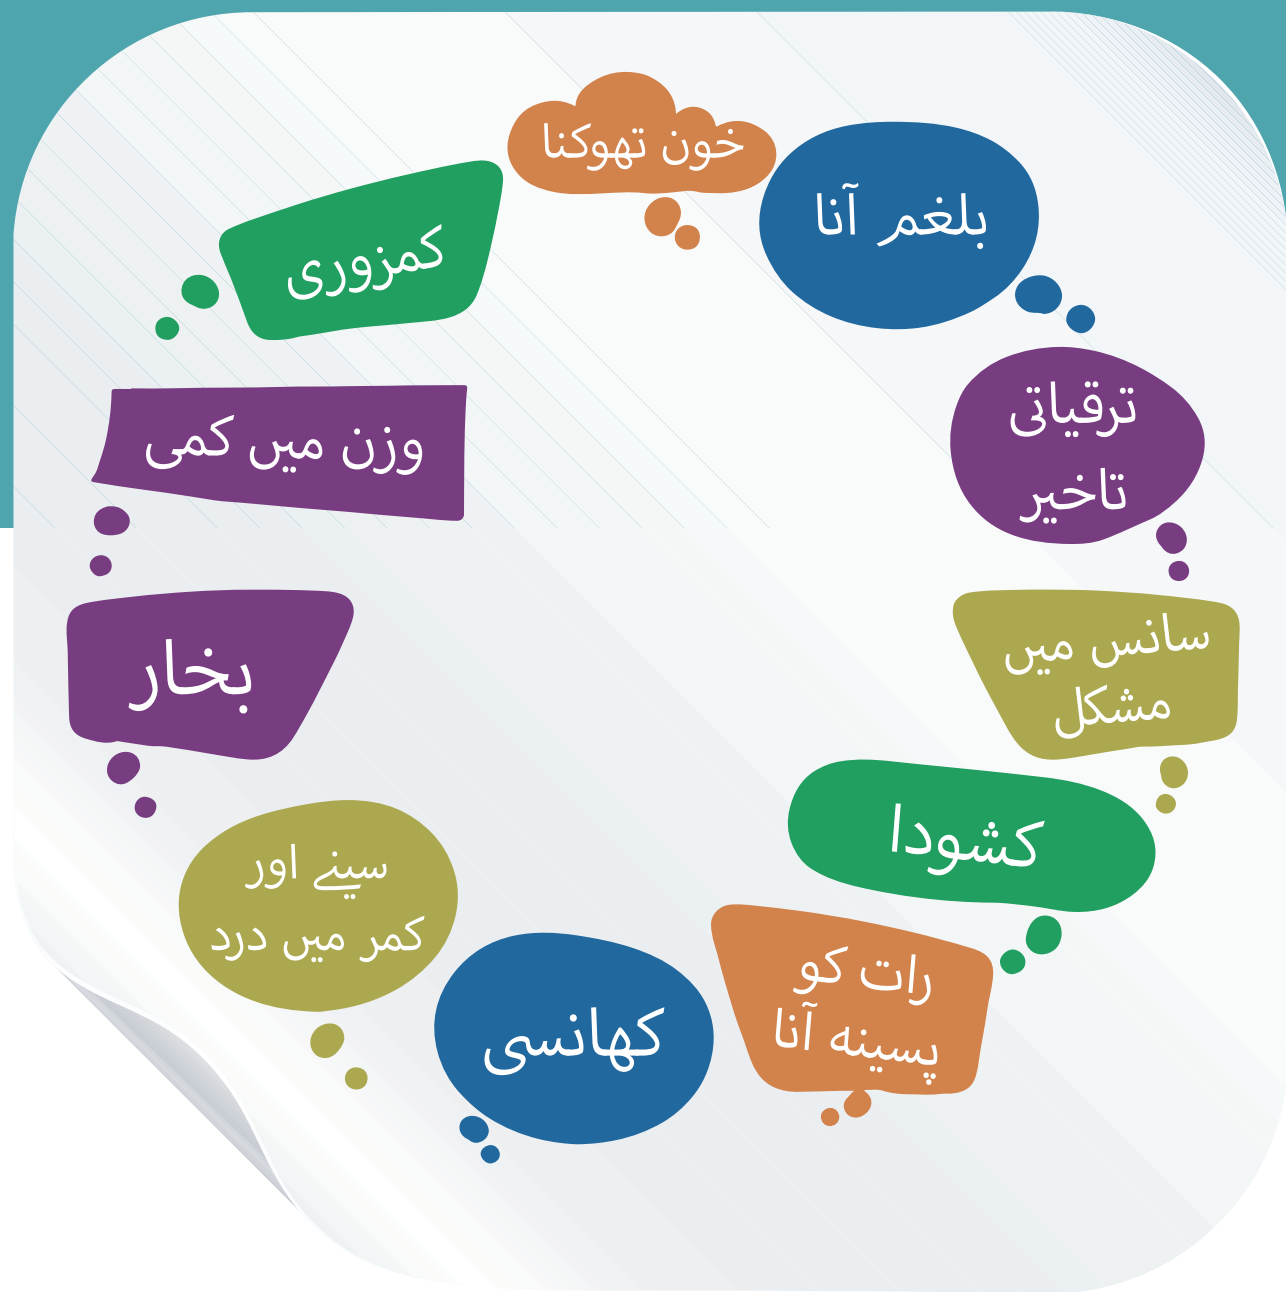 خون تھوکنا
بلغم آنا
کمزوری
ترقیاتی
تاخیر
وزن میں کمی
سانس میں
مشکل
بخار
کشودا
سینے اور
کمر میں درد
رات کو
پسینہ آنا
کھانسی